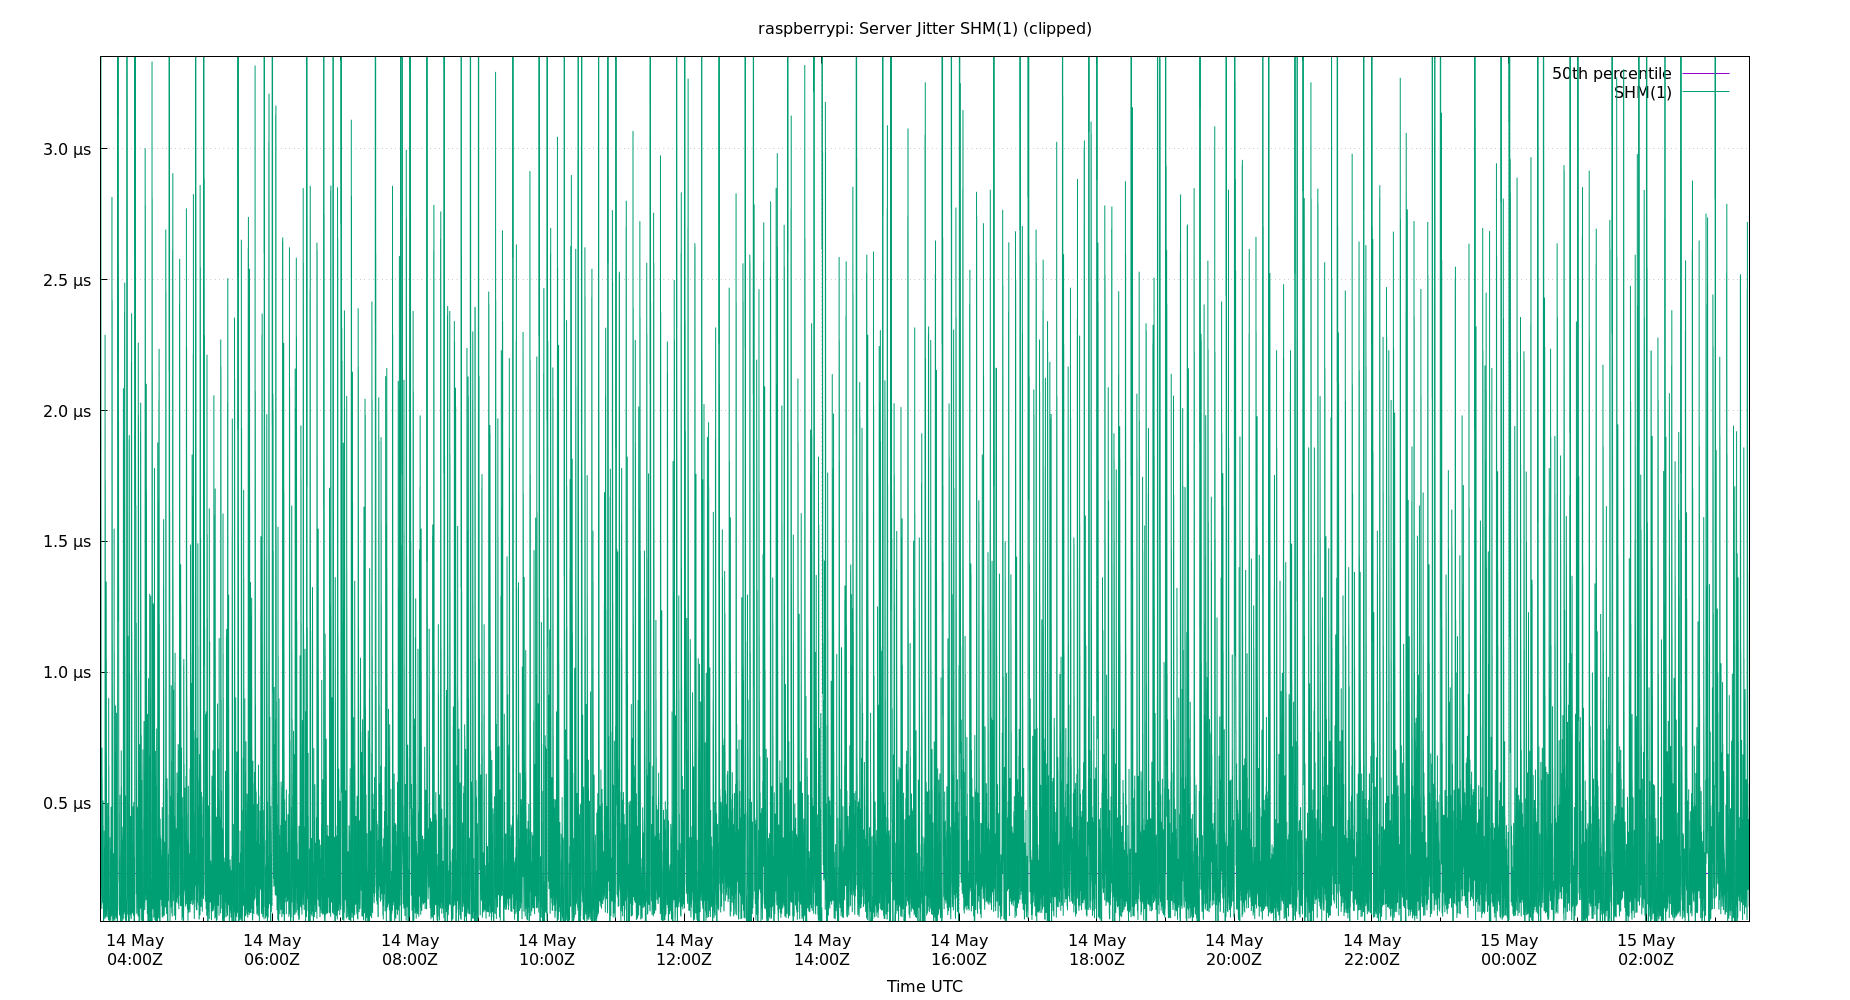 raspberrypi: Server Jitter SHM(1) (clipped)
50th percentile
SHM(1)
3.0 µs
2.5 µs
2.0 µs
1.5 µs
1.0 µs
0.5 µs
14 May 14 May 14 May 14 May 14 May 14 May 14 May 14 May 14 May 14 May 15 May 15 May
04:00Z 06:00Z 08:00Z 10:00Z 12:00Z 14:00Z 16:00Z 18:00Z 20:00Z 22:00Z 00:00Z 02:00Z
Time UTC